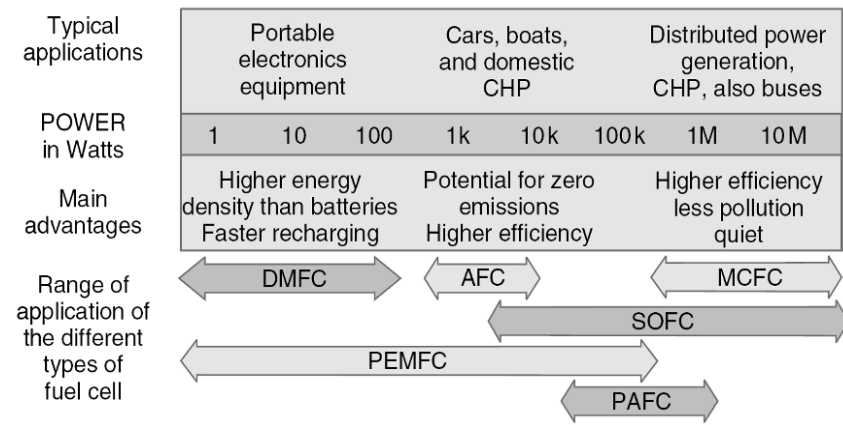 Typical
applications
Portable
electronics
equipment
Cars, boats,
and domestic
CHP
Distributed power
generation,
CHP, also buses
POWER
in Watts
1 10 100 1k 10k 100k 1M 10M
Main
advantages
Higher energy
density than batteries
Faster recharging
Potential for zero
emissions
Higher efficiency
Higher efficiency
less pollution
quiet
Range of
application of
the different
types of
fuel cell
DMFC AFC MCFC
SOFC
PEMFC
PAFC